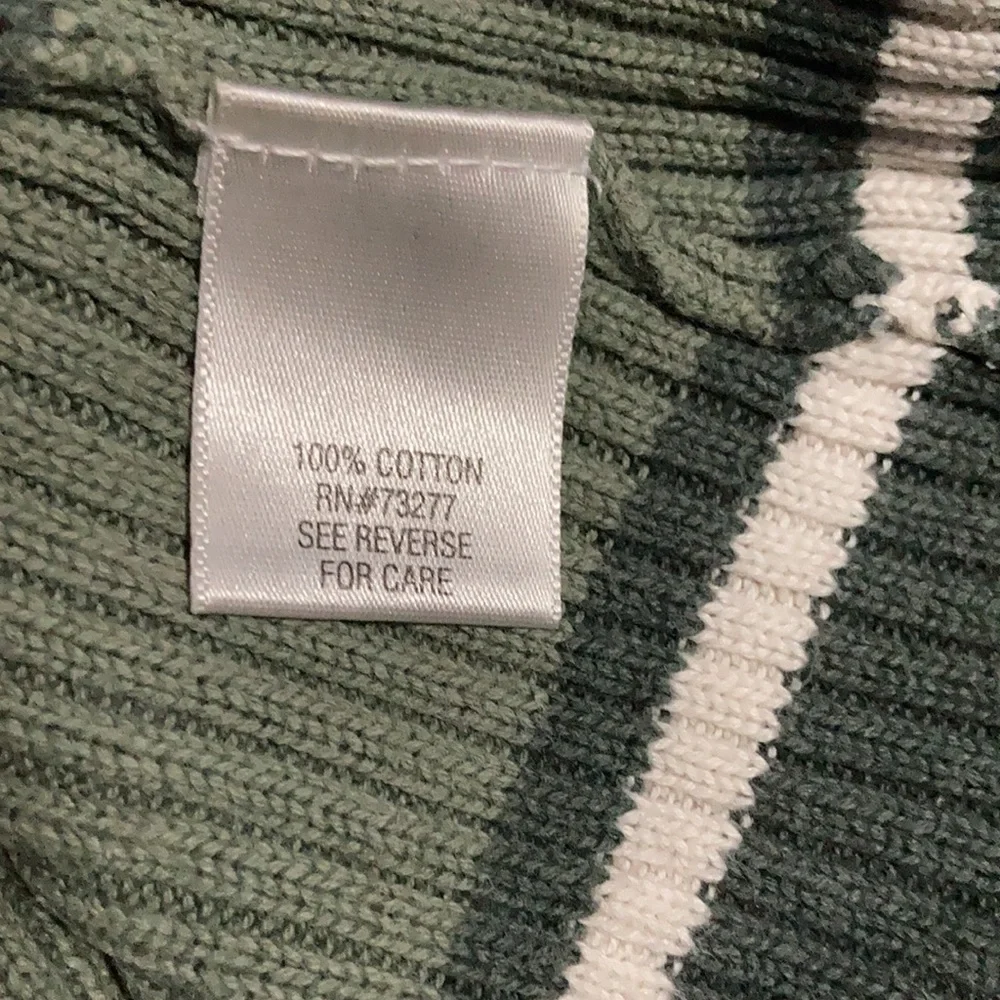 100% COTTON
RN#73277
SEE REVERSE
FOR CARE